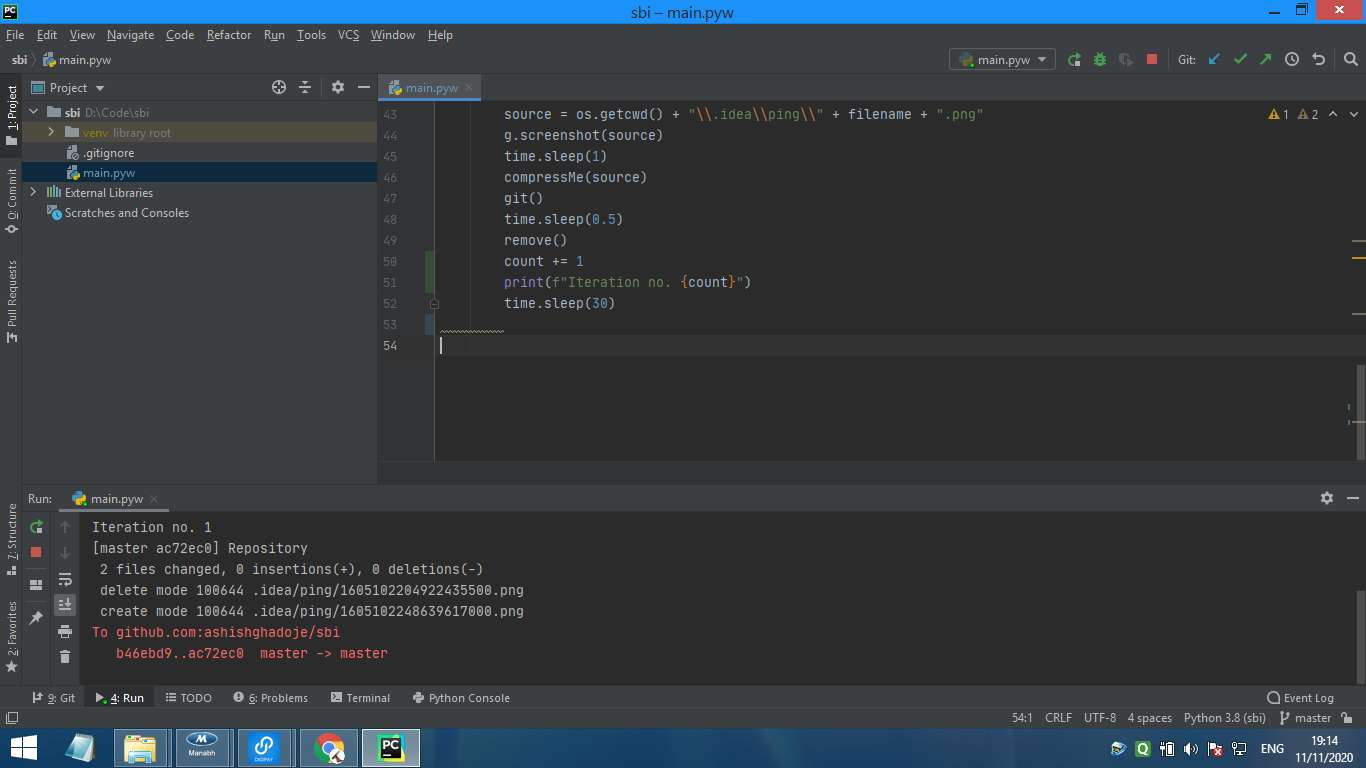 PC
sbi – main.pyw
File Edit View Navigate Code Refactor Run Tools VCS Window Help
sbi main.pyw
main.pyw Git:
1: Project
0: Commit
Pull Requests
7: Structure
2: Favorites
Project
sbi D:\Code\sbi
venv library root
.gitignore
main.pyw
External Libraries
Scratches and Consoles
main.pyw
1 2
43 source = os.getcwd() + "\\.idea\\ping\\" + filename + ".png"
44 g.screenshot(source)
45 time.sleep(1)
46 compressMe(source)
47 git()
48 time.sleep(0.5)
49 remove()
50 count += 1
51 print(f"Iteration no. {count}")
52 time.sleep(30)
53
54
Run: main.pyw
Iteration no. 1
[master ac72ec0] Repository
2 files changed, 0 insertions(+), 0 deletions(-)
delete mode 100644 .idea/ping/1605102204922435500.png
create mode 100644 .idea/ping/1605102248639617000.png
To github.com:ashishghadoje/sbi
b46ebd9..ac72ec0 master -> master
9: Git 4: Run TODO 6: Problems Terminal Python Console Event Log
54:1 CRLF UTF-8 4 spaces Python 3.8 (sbi) master
Manabh
DIGIPAY
PC
ENG
19:14
11/11/2020